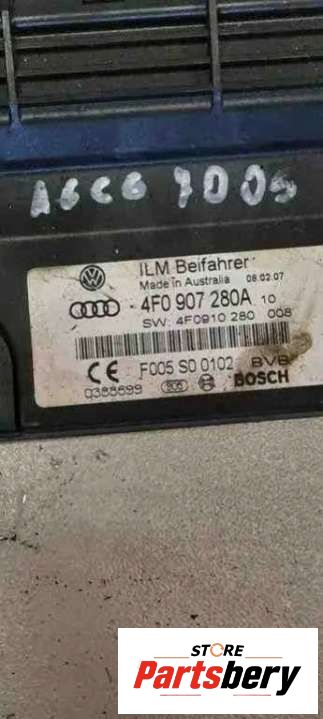 A6C6 2005
ILM Beifahrer
Made in Australia 08.02.07
4F0 907 280A 10
SW: 4F0910 280 008
F005 S0 0102 BVB
CE
0388699
BOSCH
STORE
Partsbery